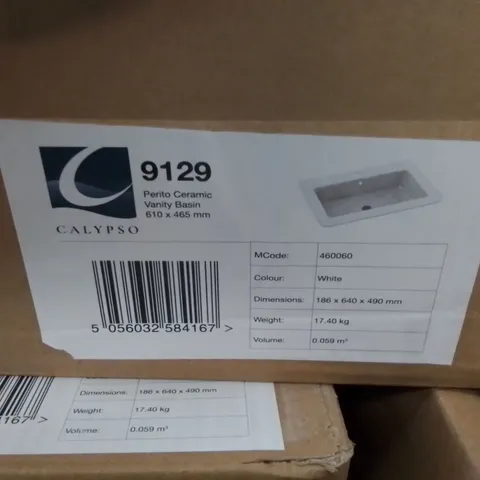 9129
Perito Ceramic
Vanity Basin
610 x 465 mm
CALYPSO
MCode: 460060
Colour: White
Dimensions: 186 x 640 x 490 mm
Weight: 17.40 kg
Volume: 0.059 m³
5 056032 584167 >
Dimensions: 186 x 640 x 490 mm
Weight: 17.40 kg
Volume: 0.059 m³
4167 >